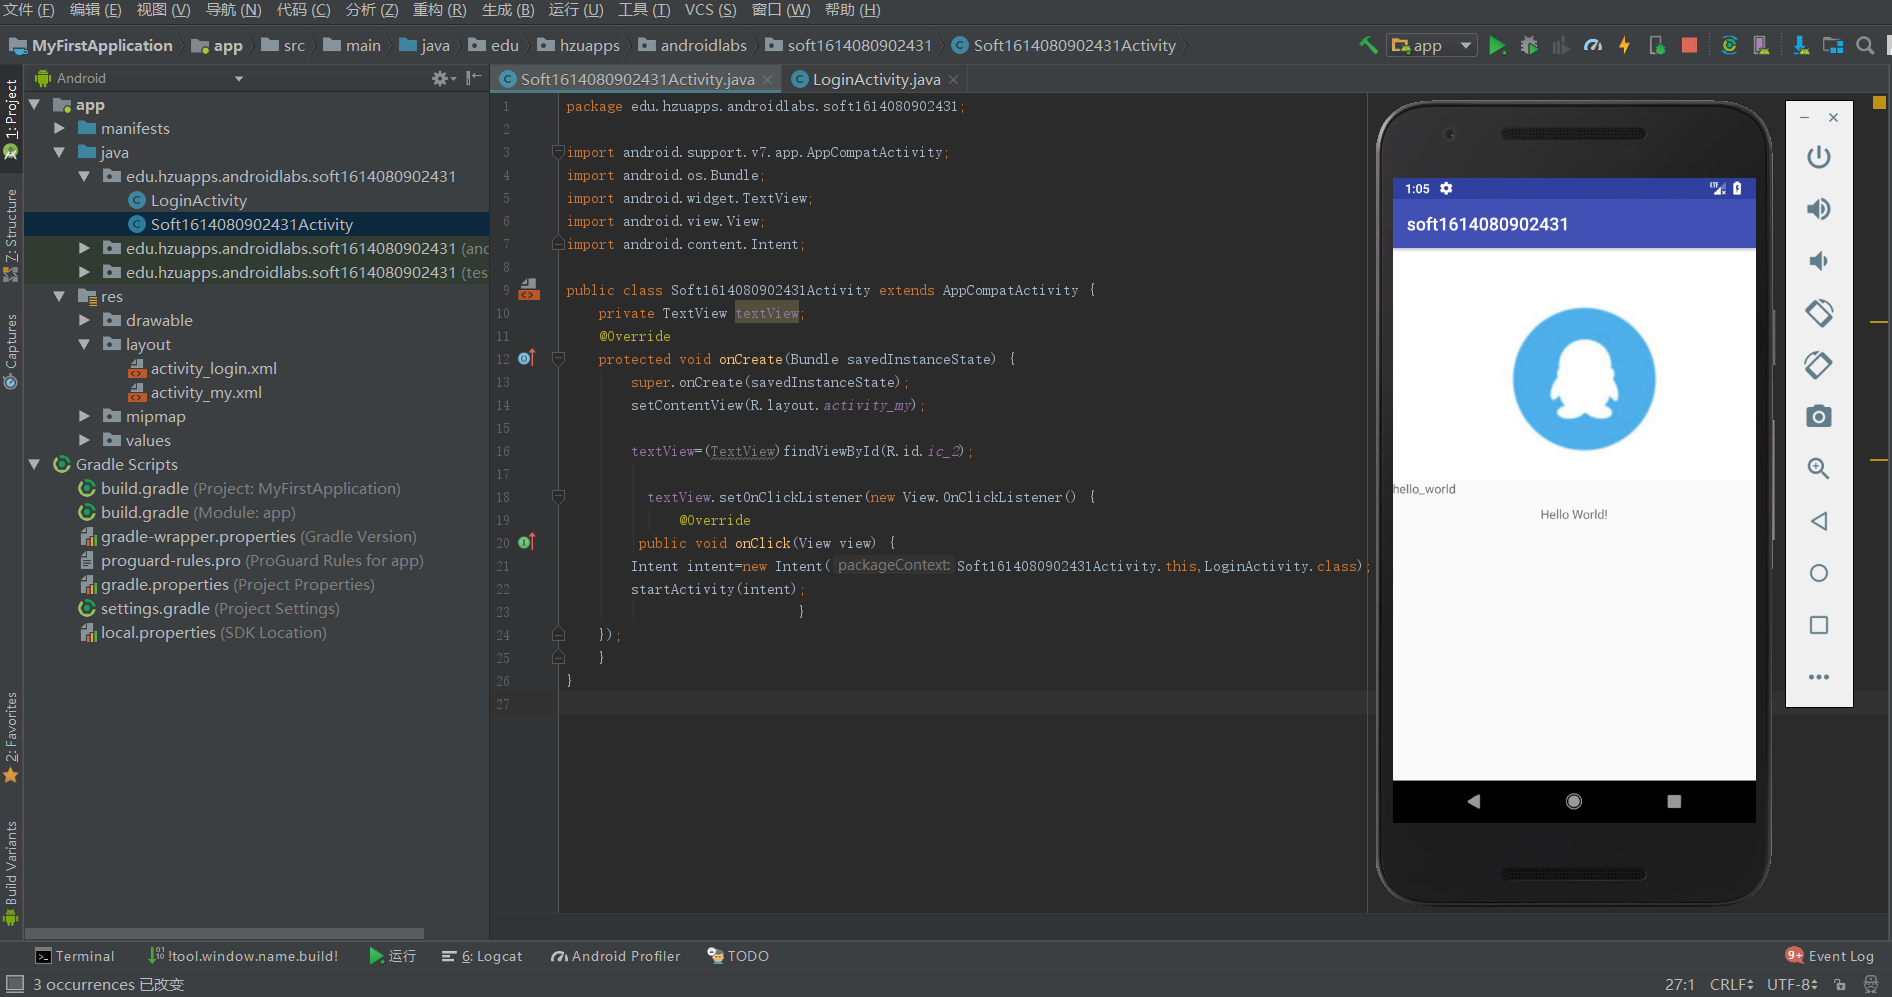 文件 (F) 编辑 (E) 视图 (V) 导航 (N) 代码 (C) 分析 (Z) 重构 (R) 生成 (B) 运行 (U) 工具 (T) VCS (S) 窗口 (W) 帮助 (H)
MyFirstApplication app src main java edu hzuapps androidlabs soft1614080902431 Soft1614080902431Activity app
1: Project
Z: Structure
Captures
2: Favorites
Build Variants
Android
app
manifests
java
edu.hzuapps.androidlabs.soft1614080902431
LoginActivity
Soft1614080902431Activity
edu.hzuapps.androidlabs.soft1614080902431 (anc
edu.hzuapps.androidlabs.soft1614080902431 (tes
res
drawable
layout
activity_login.xml
activity_my.xml
mipmap
values
Gradle Scripts
build.gradle (Project: MyFirstApplication)
build.gradle (Module: app)
gradle-wrapper.properties (Gradle Version)
proguard-rules.pro (ProGuard Rules for app)
gradle.properties (Project Properties)
settings.gradle (Project Settings)
local.properties (SDK Location)
Soft1614080902431Activity.java LoginActivity.java
1 package edu.hzuapps.androidlabs.soft1614080902431;
2
3 import android.support.v7.app.AppCompatActivity;
4 import android.os.Bundle;
5 import android.widget.TextView;
6 import android.view.View;
7 import android.content.Intent;
8
9 public class Soft1614080902431Activity extends AppCompatActivity {
10 private TextView textView;
11 @Override
12 protected void onCreate(Bundle savedInstanceState) {
13 super.onCreate(savedInstanceState);
14 setContentView(R.layout.activity_my);
15
16 textView=(TextView)findViewById(R.id.ic_2);
17
18 textView.setOnClickListener(new View.OnClickListener() {
19 @Override
20 public void onClick(View view) {
21 Intent intent=new Intent( packageContext: Soft1614080902431Activity.this,LoginActivity.class);
22 startActivity(intent);
23 }
24 });
25 }
26 }
27
1:05 LTE
soft1614080902431
hello_world
Hello World!
Terminal !tool.window.name.build! 运行 6: Logcat Android Profiler TODO 9+ Event Log
3 occurrences 已改变 27:1 CRLF UTF-8